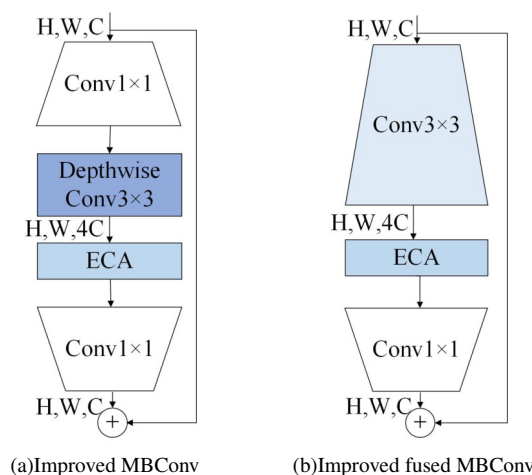 H,W,C
Conv1×1
Depthwise
Conv3×3
H,W,4C
ECA
Conv1×1
H,W,C
+
(a)Improved MBConv
H,W,C
Conv3×3
H,W,4C
ECA
Conv1×1
H,W,C
+
(b)Improved fused MBConv